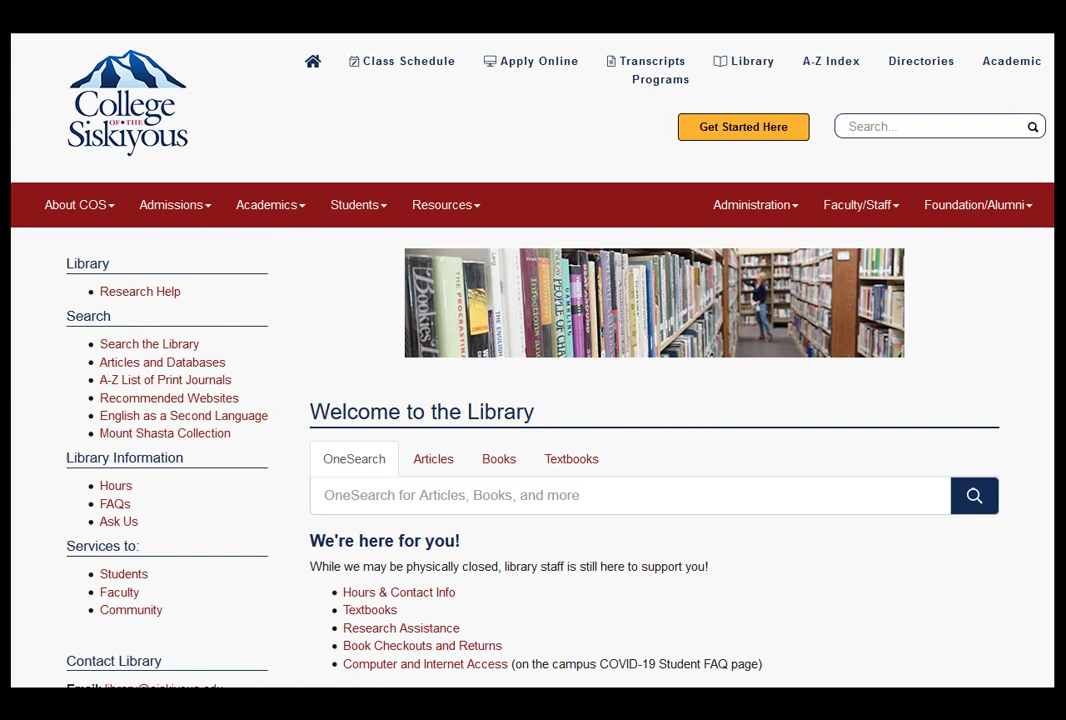 College
OF THE
Siskiyous
Class Schedule
Apply Online
Transcripts
Library
A-Z Index
Directories
Academic
Programs
Get Started Here
Search...
About COS
Admissions
Academics
Students
Resources
Administration
Faculty/Staff
Foundation/Alumni
Library
Research Help
Search
Search the Library
Articles and Databases
A-Z List of Print Journals
Recommended Websites
English as a Second Language
Mount Shasta Collection
Library Information
Hours
FAQs
Ask Us
Services to:
Students
Faculty
Community
Contact Library
Email: library@siskiyous.edu
Welcome to the Library
OneSearch
Articles
Books
Textbooks
OneSearch for Articles, Books, and more
We're here for you!
While we may be physically closed, library staff is still here to support you!
Hours & Contact Info
Textbooks
Research Assistance
Book Checkouts and Returns
Computer and Internet Access (on the campus COVID-19 Student FAQ page)